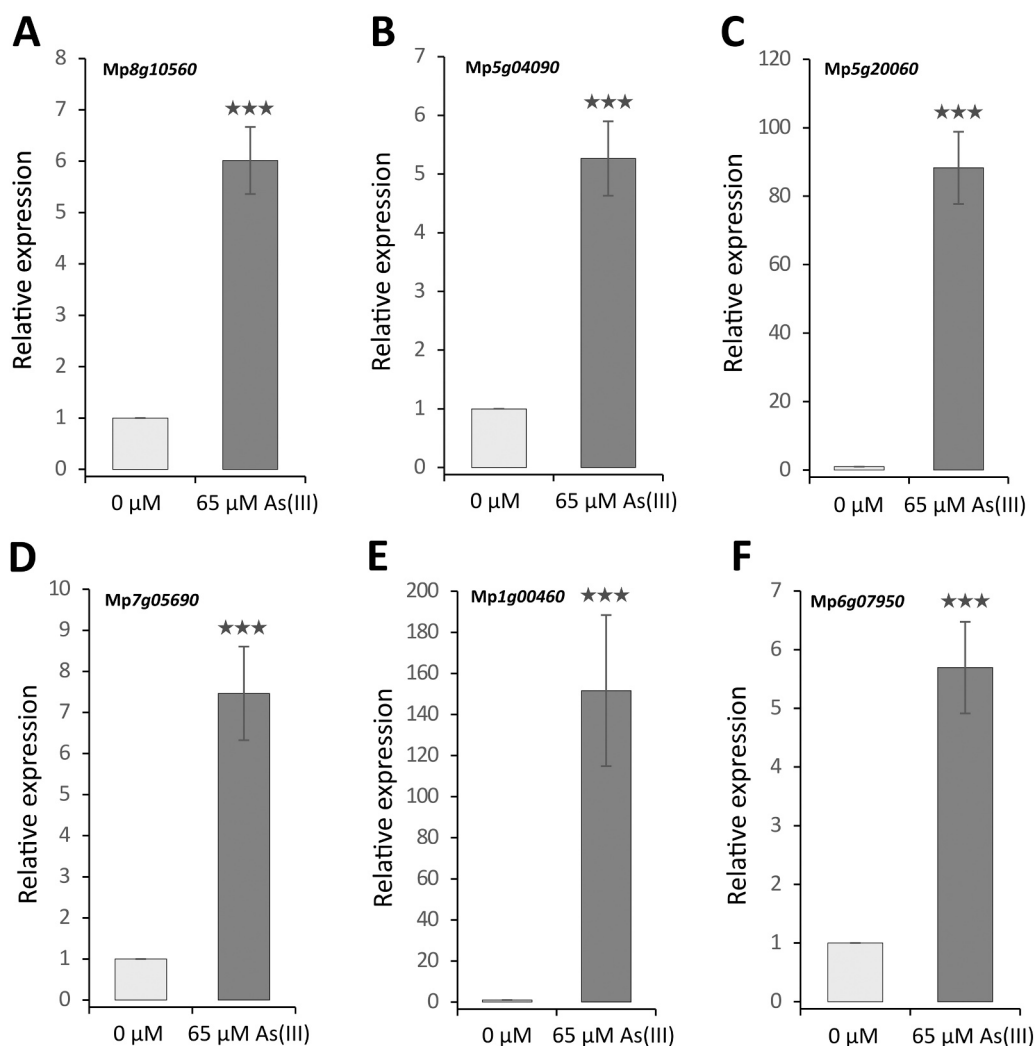 A
Mp8g10560
Relative expression
8
7
6
5
4
3
2
1
0
★★★
0 µM
65 µM As(III)
B
Mp5g04090
Relative expression
7
6
5
4
3
2
1
0
★★★
0 µM
65 µM As(III)
C
Mp5g20060
Relative expression
120
100
80
60
40
20
0
★★★
0 µM
65 µM As(III)
D
Mp7g05690
Relative expression
10
9
8
7
6
5
4
3
2
1
0
★★★
0 µM
65 µM As(III)
E
Mp1g00460
Relative expression
200
180
160
140
120
100
80
60
40
20
0
★★★
0 µM
65 µM As(III)
F
Mp6g07950
Relative expression
7
6
5
4
3
2
1
0
★★★
0 µM
65 µM As(III)